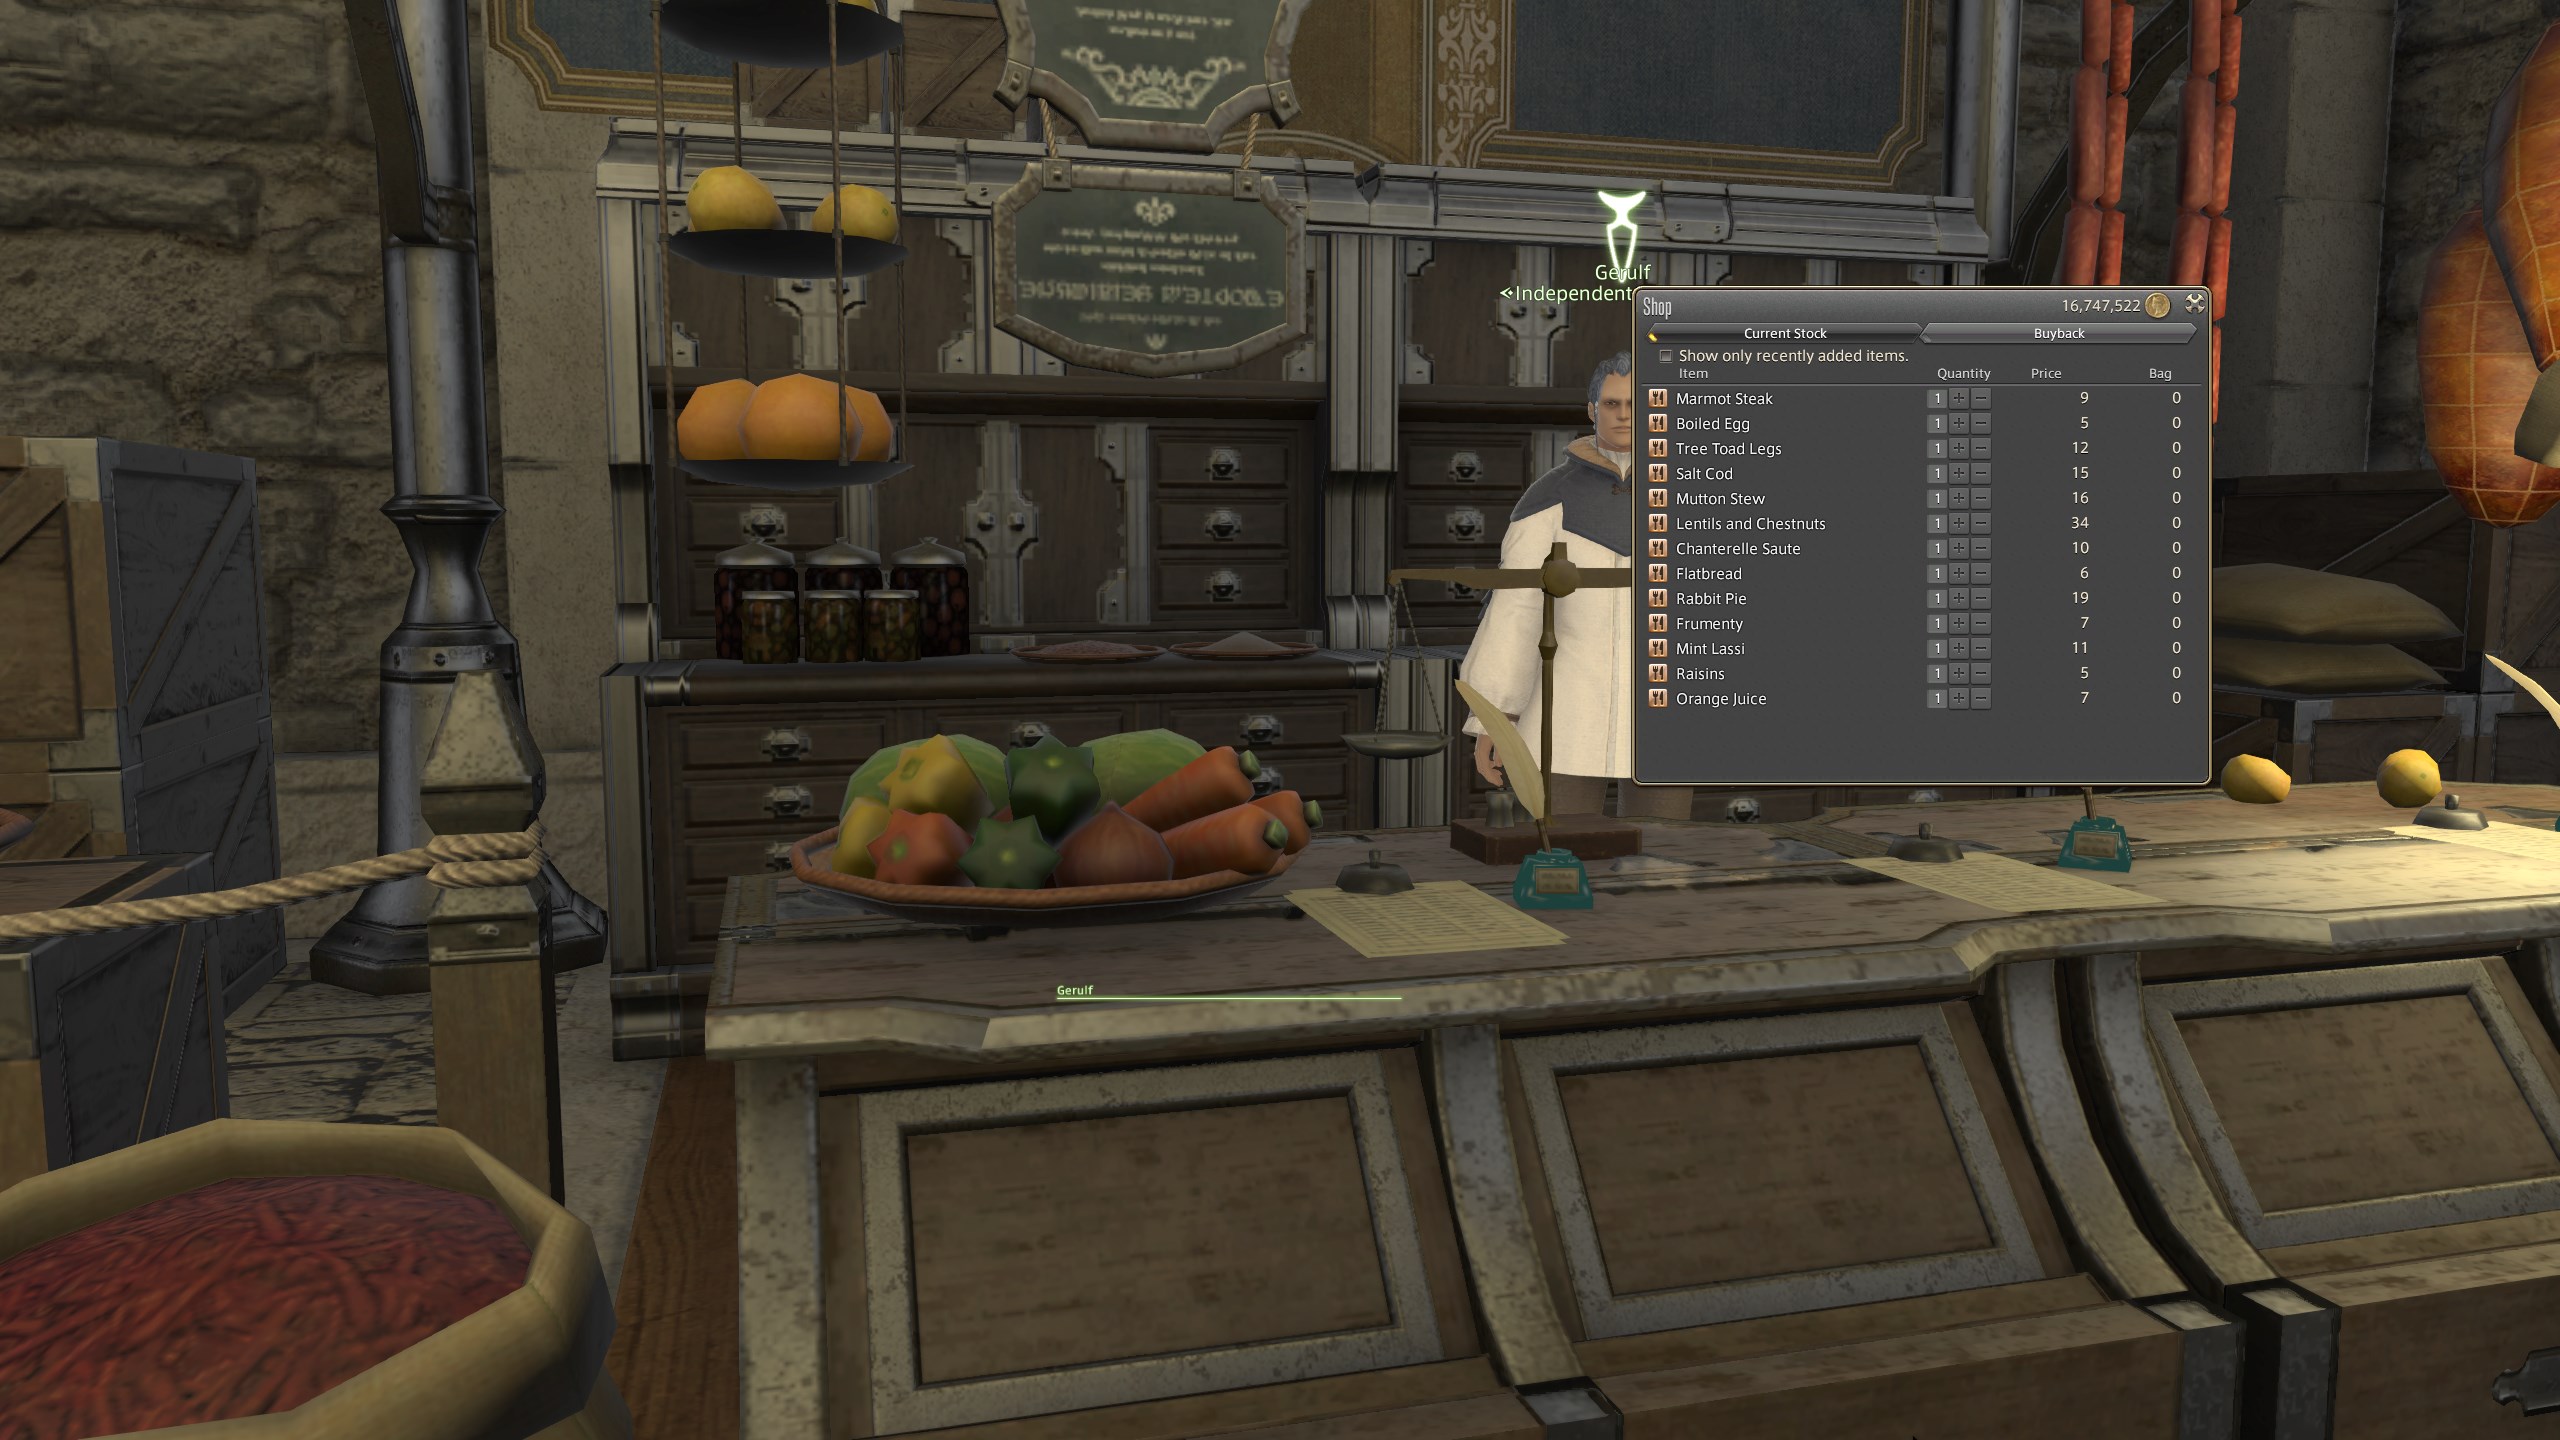 Gerulf
<Independent
Shop 16,747,522
Current Stock Buyback
Show only recently added items.
Item Quantity Price Bag
Marmot Steak 1 + - 9 0
Boiled Egg 1 + - 5 0
Tree Toad Legs 1 + - 12 0
Salt Cod 1 + - 15 0
Mutton Stew 1 + - 16 0
Lentils and Chestnuts 1 + - 34 0
Chanterelle Saute 1 + - 10 0
Flatbread 1 + - 6 0
Rabbit Pie 1 + - 19 0
Frumenty 1 + - 7 0
Mint Lassi 1 + - 11 0
Raisins 1 + - 5 0
Orange Juice 1 + - 7 0
Gerulf